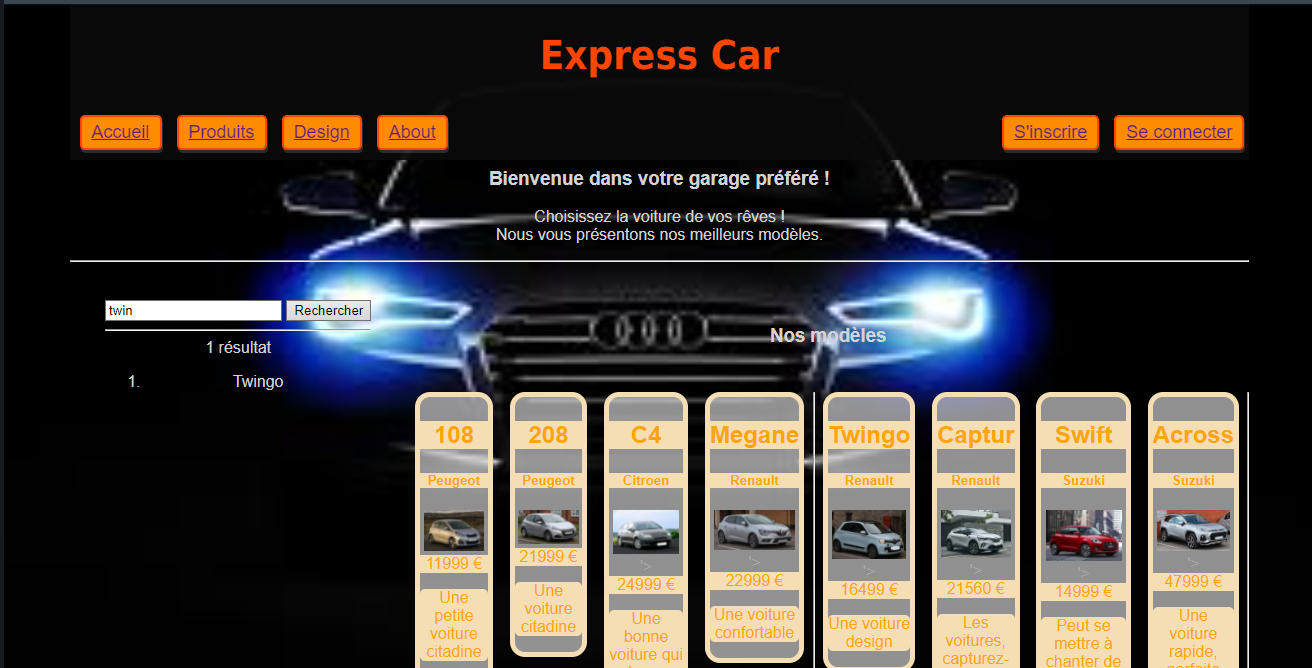 Express Car
Accueil Produits Design About S'inscrire Se connecter
Bienvenue dans votre garage préféré !
Choisissez la voiture de vos rêves !
Nous vous présentons nos meilleurs modèles.
twin Rechercher
1 résultat
1. Twingo
Nos modèles
108
Peugeot
11999 €
Une
petite
voiture
citadine
208
Peugeot
21999 €
Une
voiture
citadine
C4
Citroen
'>
24999 €
Une
bonne
voiture qui
Megane
Renault
'>
22999 €
Une voiture
confortable
Twingo
Renault
'>
16499 €
Une voiture
design
Captur
Renault
'>
21560 €
Les
voitures,
capturez-
Swift
Suzuki
'>
14999 €
Peut se
mettre à
chanter de
Across
Suzuki
'>
47999 €
Une
voiture
rapide,